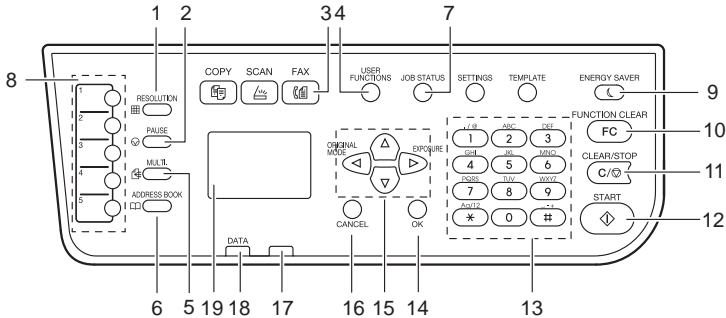 1 2 3 4 7
8 COPY SCAN FAX USER FUNCTIONS JOB STATUS SETTINGS TEMPLATE ENERGY SAVER
1 RESOLUTION
2 PAUSE
3
4 MULTI.
5 ADDRESS BOOK
ORIGINAL MODE EXPOSURE
CANCEL OK
DATA
. / @ ABC DEF
1 2 3
GHI JKL MNO
4 5 6
PQRS TUV WXYZ
7 8 9
Aa/12 _ - +
* 0 #
9
FUNCTION CLEAR
FC 10
CLEAR/STOP
C/ 11
START
12
6 5 19 18 17 16 15 14 13